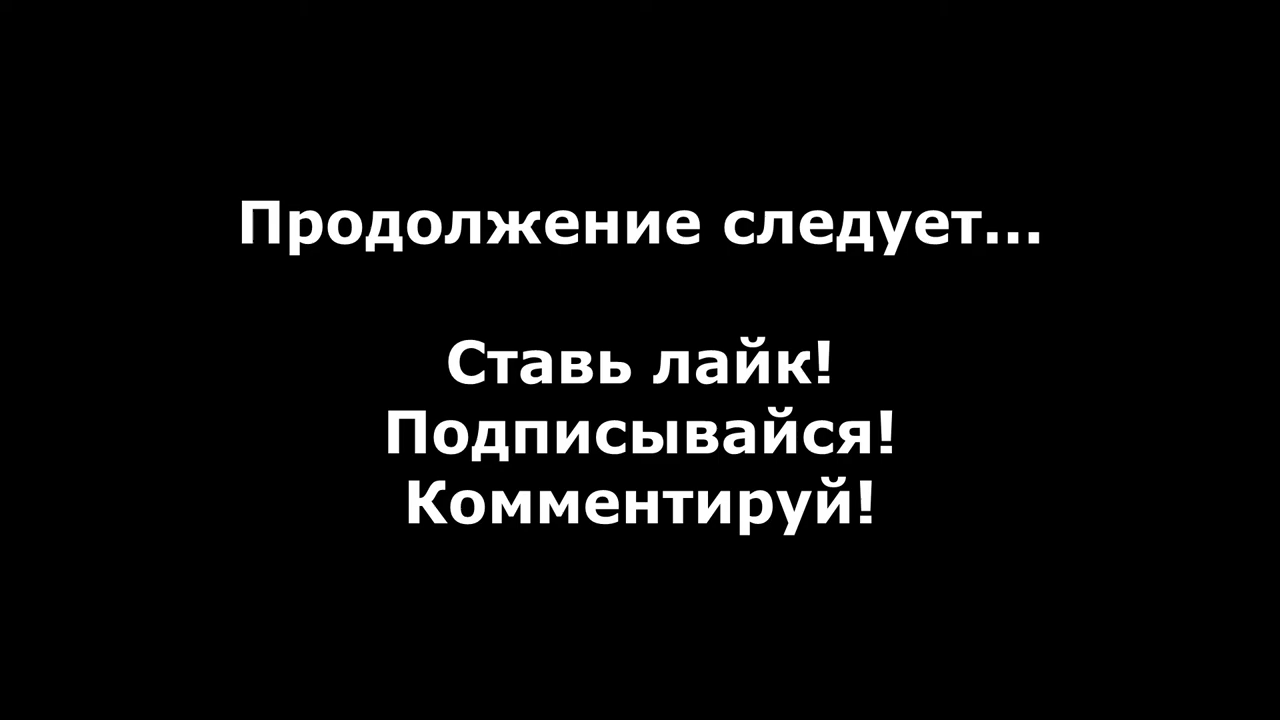 Продолжение следует...
Ставь лайк!
Подписывайся!
Комментируй!